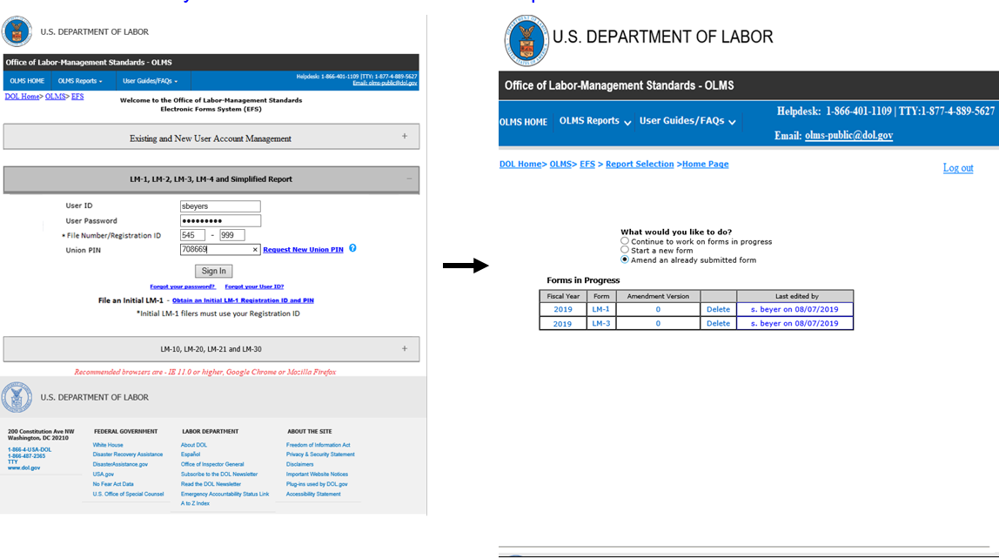 U.S. DEPARTMENT OF LABOR
Office of Labor-Management Standards - OLMS
OLMS HOME OLMS Reports User Guides/FAQs
Helpdesk: 1-866-401-1109 |TTY: 1-877-4-889-5627
Email: olms-public@dol.gov
DOL Home> OLMS> EFS
Welcome to the Office of Labor-Management Standards
Electronic Forms System (EFS)
Existing and New User Account Management +
LM-1, LM-2, LM-3, LM-4 and Simplified Report −
User ID sbeyers
User Password •••••••••
* File Number/Registration ID 545 - 999
Union PIN 708669 × Request New Union PIN ?
Sign In
Forgot your password? Forgot your User ID?
File an Initial LM-1 - Obtain an Initial LM-1 Registration ID and PIN
*Initial LM-1 filers must use your Registration ID
LM-10, LM-20, LM-21 and LM-30 +
Recommended browsers are - IE 11.0 or higher, Google Chrome or Mozilla Firefox
U.S. DEPARTMENT OF LABOR
200 Constitution Ave NW
Washington, DC 20210
1-866-4-USA-DOL
1-866-487-2365
TTY
www.dol.gov
FEDERAL GOVERNMENT
White House
Disaster Recovery Assistance
DisasterAssistance.gov
USA.gov
No Fear Act Data
U.S. Office of Special Counsel
LABOR DEPARTMENT
About DOL
Español
Office of Inspector General
Subscribe to the DOL Newsletter
Read the DOL Newsletter
Emergency Accountability Status Link
A to Z Index
ABOUT THE SITE
Freedom of Information Act
Privacy & Security Statement
Disclaimers
Important Website Notices
Plug-ins used by DOL.gov
Accessibility Statement
U.S. DEPARTMENT OF LABOR
Office of Labor-Management Standards - OLMS
OLMS HOME OLMS Reports User Guides/FAQs
Helpdesk: 1-866-401-1109 | TTY:1-877-4-889-5627
Email: olms-public@dol.gov
DOL Home> OLMS> EFS > Report Selection >Home Page
Log out
What would you like to do?
Continue to work on forms in progress
Start a new form
Amend an already submitted form
Forms in Progress
Fiscal Year Form Amendment Version Last edited by
2019 LM-1 0 Delete s. beyer on 08/07/2019
2019 LM-3 0 Delete s. beyer on 08/07/2019